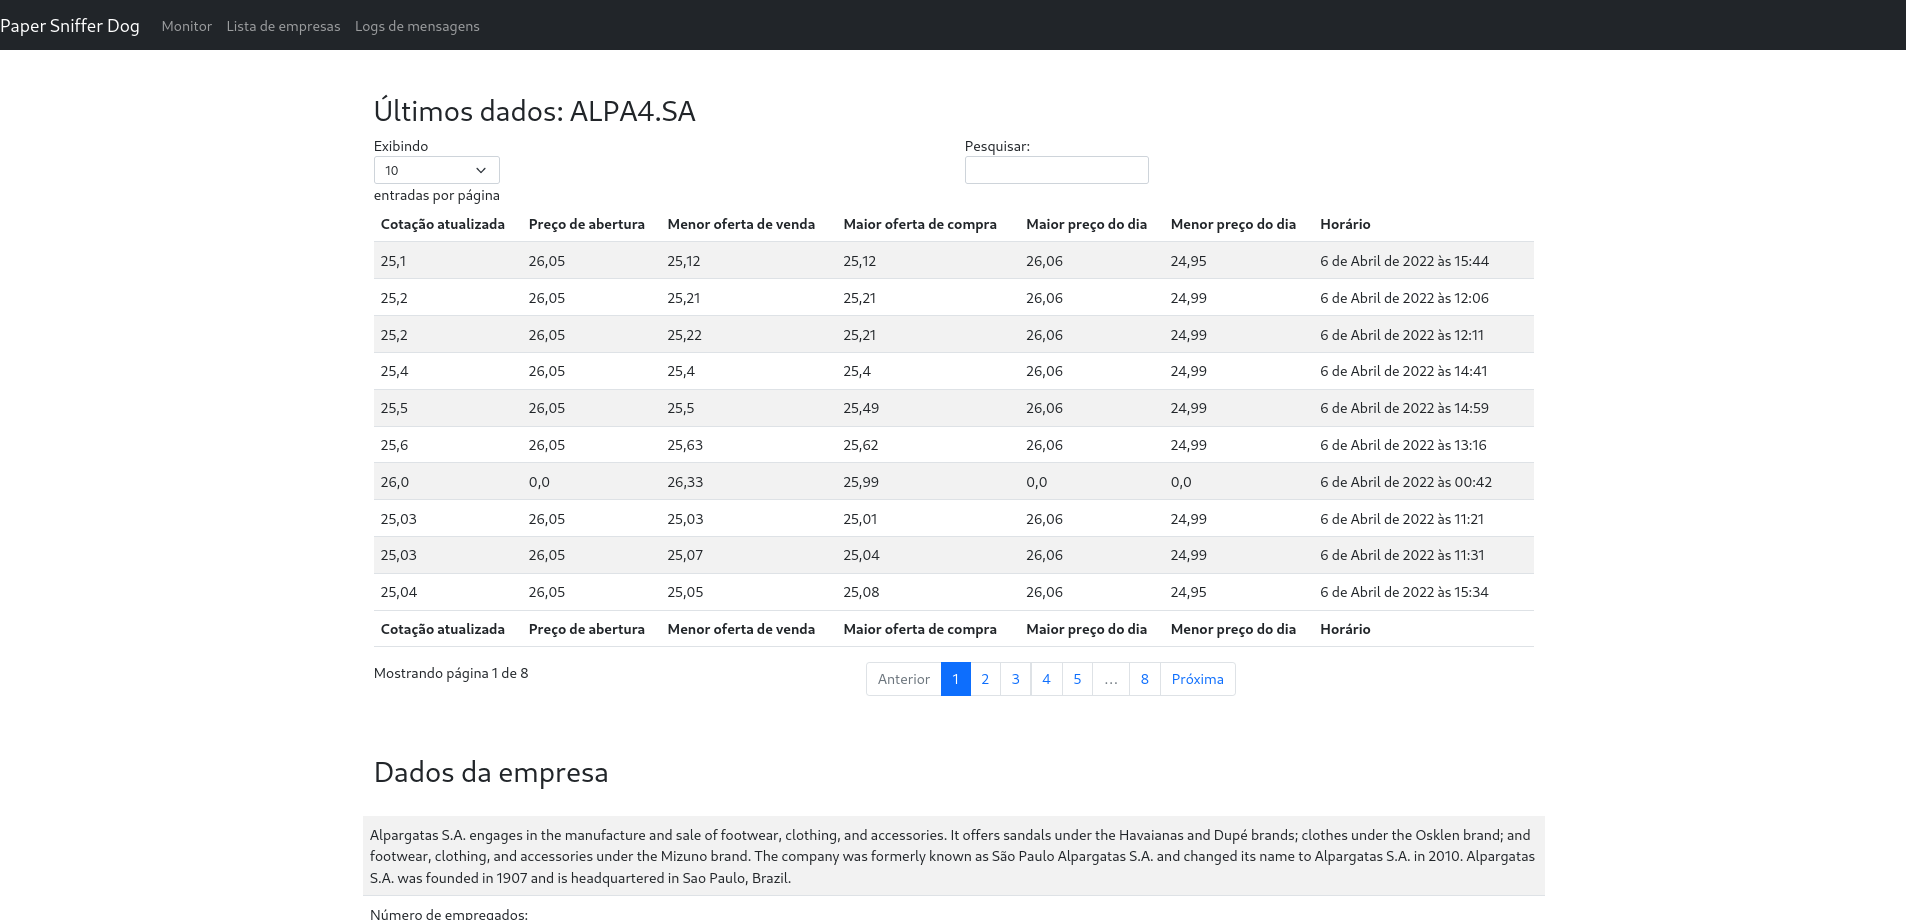 Paper Sniffer Dog Monitor Lista de empresas Logs de mensagens
Últimos dados: ALPA4.SA
Exibindo Pesquisar:
10
entradas por página
Cotação atualizada Preço de abertura Menor oferta de venda Maior oferta de compra Maior preço do dia Menor preço do dia Horário
25,1 26,05 25,12 25,12 26,06 24,95 6 de Abril de 2022 às 15:44
25,2 26,05 25,21 25,21 26,06 24,99 6 de Abril de 2022 às 12:06
25,2 26,05 25,22 25,21 26,06 24,99 6 de Abril de 2022 às 12:11
25,4 26,05 25,4 25,4 26,06 24,99 6 de Abril de 2022 às 14:41
25,5 26,05 25,5 25,49 26,06 24,99 6 de Abril de 2022 às 14:59
25,6 26,05 25,63 25,62 26,06 24,99 6 de Abril de 2022 às 13:16
26,0 0,0 26,33 25,99 0,0 0,0 6 de Abril de 2022 às 00:42
25,03 26,05 25,03 25,01 26,06 24,99 6 de Abril de 2022 às 11:21
25,03 26,05 25,07 25,04 26,06 24,99 6 de Abril de 2022 às 11:31
25,04 26,05 25,05 25,08 26,06 24,95 6 de Abril de 2022 às 15:34
Cotação atualizada Preço de abertura Menor oferta de venda Maior oferta de compra Maior preço do dia Menor preço do dia Horário
Mostrando página 1 de 8 Anterior 1 2 3 4 5 … 8 Próxima
Dados da empresa
Alpargatas S.A. engages in the manufacture and sale of footwear, clothing, and accessories. It offers sandals under the Havaianas and Dupé brands; clothes under the Osklen brand; and
footwear, clothing, and accessories under the Mizuno brand. The company was formerly known as São Paulo Alpargatas S.A. and changed its name to Alpargatas S.A. in 2010. Alpargatas
S.A. was founded in 1907 and is headquartered in Sao Paulo, Brazil.
Número de empregados: